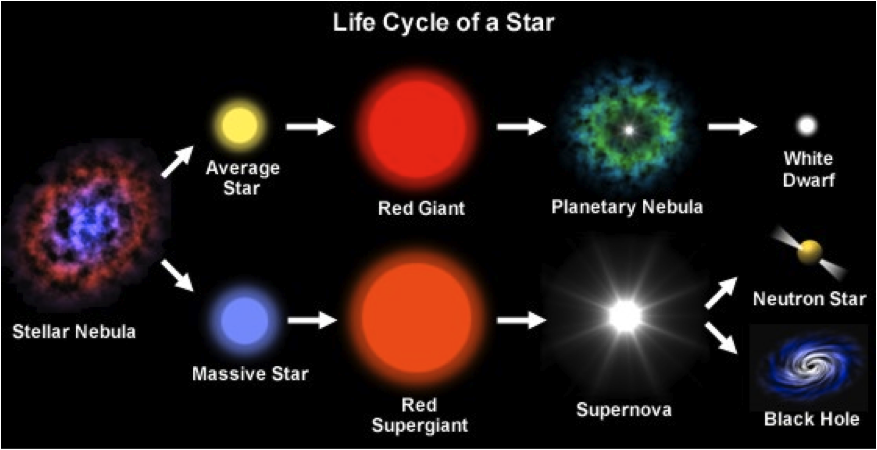 Life Cycle of a Star
Average
Star
Red Giant
Planetary Nebula
White
Dwarf
Stellar Nebula
Massive Star
Red
Supergiant
Supernova
Neutron Star
Black Hole